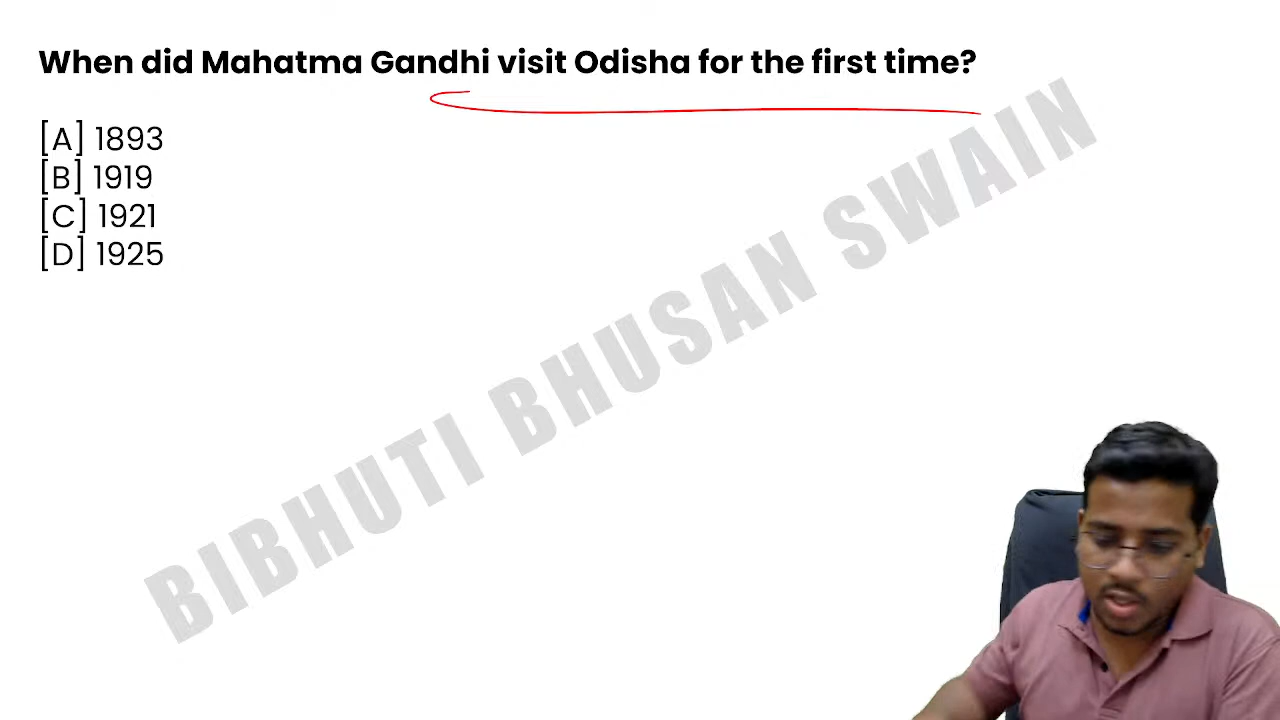 When did Mahatma Gandhi visit Odisha for the first time?
[A] 1893
[B] 1919
[C] 1921
[D] 1925
BIBHUTI BHUSAN SWAIN